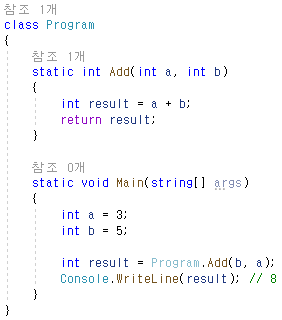 참조 1개
class Program
{
참조 1개
static int Add(int a, int b)
{
int result = a + b;
return result;
}
참조 0개
static void Main(string[] args)
{
int a = 3;
int b = 5;
int result = Program.Add(b, a);
Console.WriteLine(result); // 8
}
}